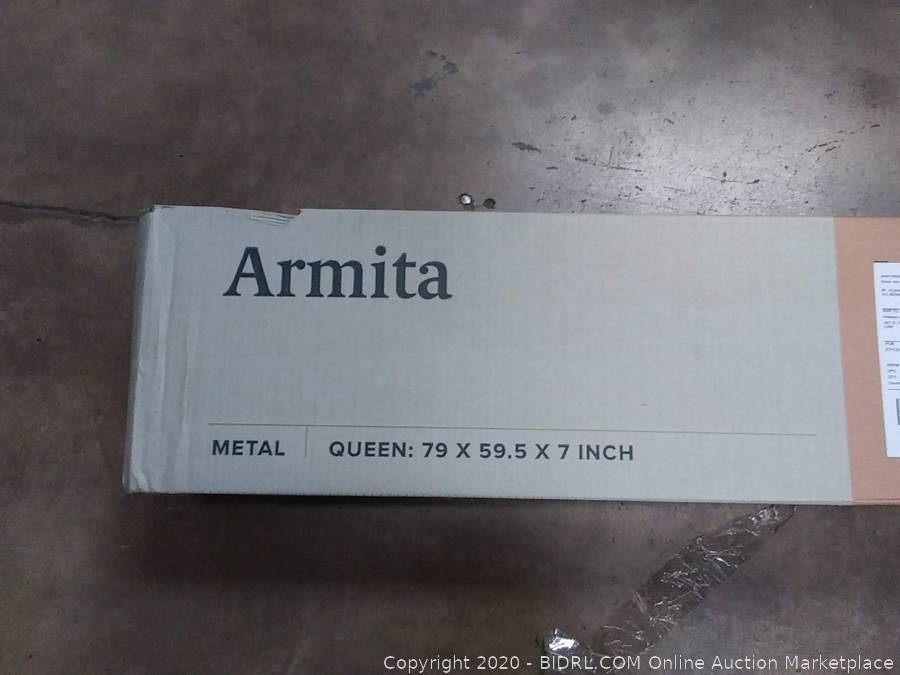 Armita
METAL
QUEEN: 79 X 59.5 X 7 INCH
Copyright 2020 - BIDRL.COM Online Auction Marketplace